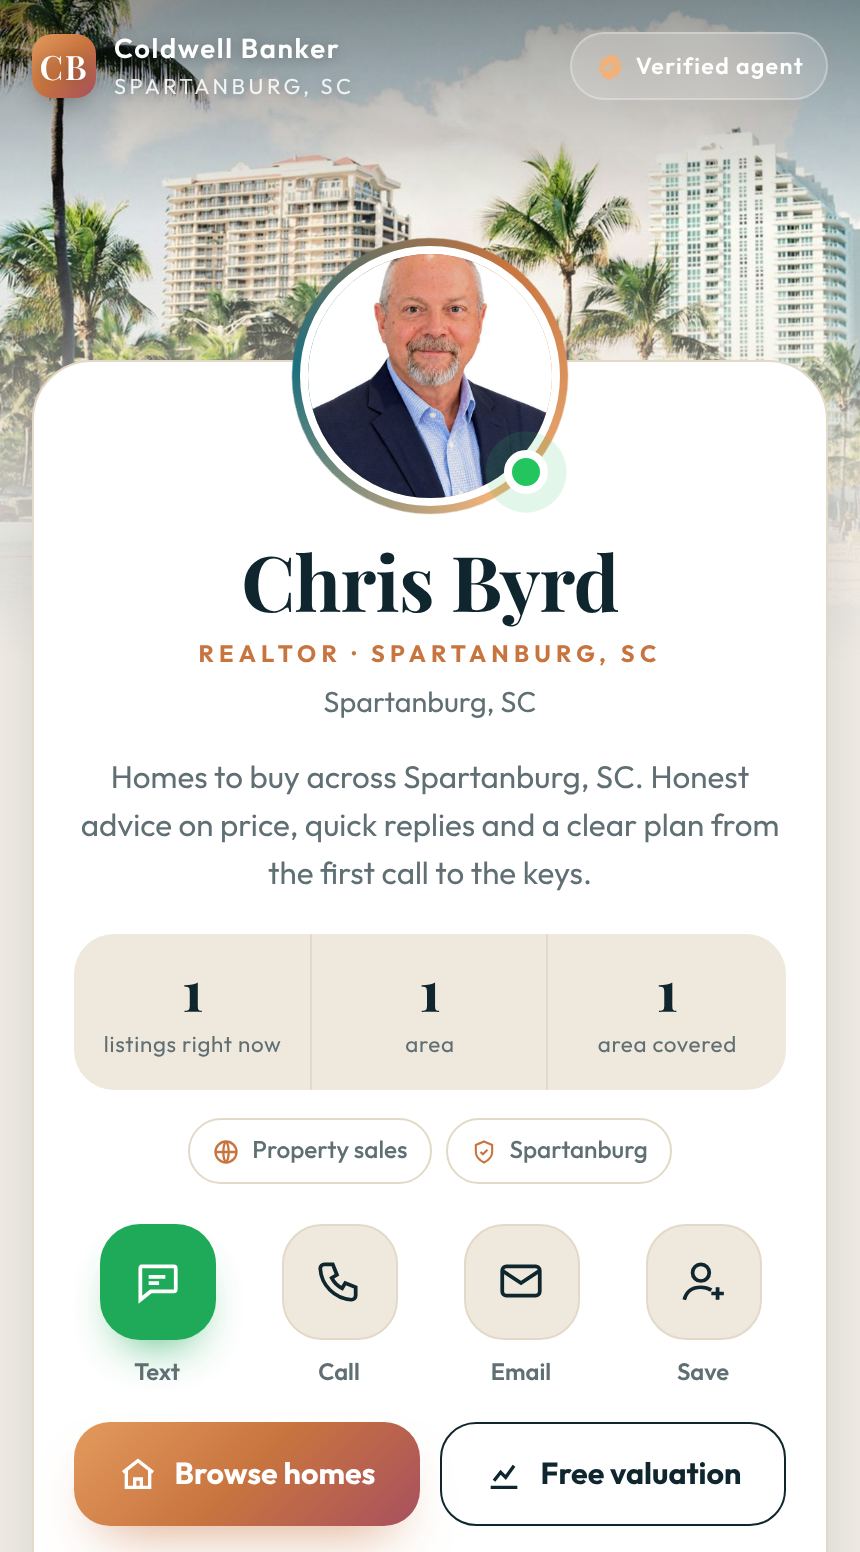 CB
Coldwell Banker
SPARTANBURG, SC
Verified agent
Chris Byrd
REALTOR · SPARTANBURG, SC
Spartanburg, SC
Homes to buy across Spartanburg, SC. Honest
advice on price, quick replies and a clear plan from
the first call to the keys.
1
listings right now
1
area
1
area covered
Property sales
Spartanburg
Text
Call
Email
Save
Browse homes
Free valuation